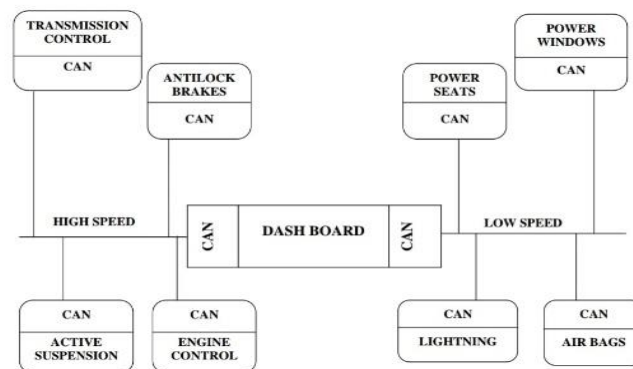 TRANSMISSION
CONTROL
CAN
ANTILOCK
BRAKES
CAN
POWER
SEATS
CAN
POWER
WINDOWS
CAN
HIGH SPEED
CAN
DASH BOARD
CAN
LOW SPEED
CAN
ACTIVE
SUSPENSION
CAN
ENGINE
CONTROL
CAN
LIGHTNING
CAN
AIR BAGS